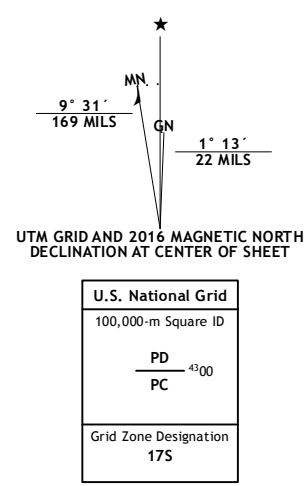 MN
9° 31´
169 MILS
GN
1° 13´
22 MILS
UTM GRID AND 2016 MAGNETIC NORTH
DECLINATION AT CENTER OF SHEET
U.S. National Grid
100,000-m Square ID
PD
4300
PC
Grid Zone Designation
17S